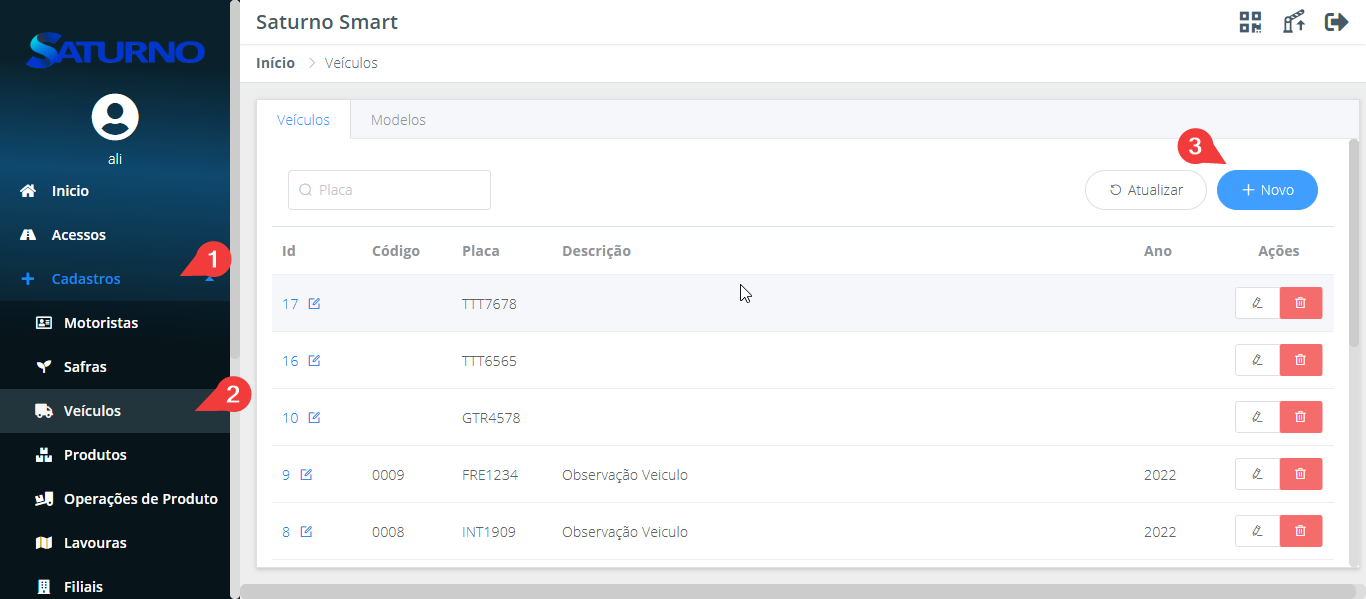 SATURNO
ali
Inicio
Acessos
Cadastros
1
Motoristas
Safras
Veículos
2
Produtos
Operações de Produto
Lavouras
Filiais
Saturno Smart
Início > Veículos
Veículos Modelos
3
Placa Atualizar + Novo
Id Código Placa Descrição Ano Ações
17 TTT7678
16 TTT6565
10 GTR4578
9 0009 FRE1234 Observação Veiculo 2022
8 0008 INT1909 Observação Veiculo 2022